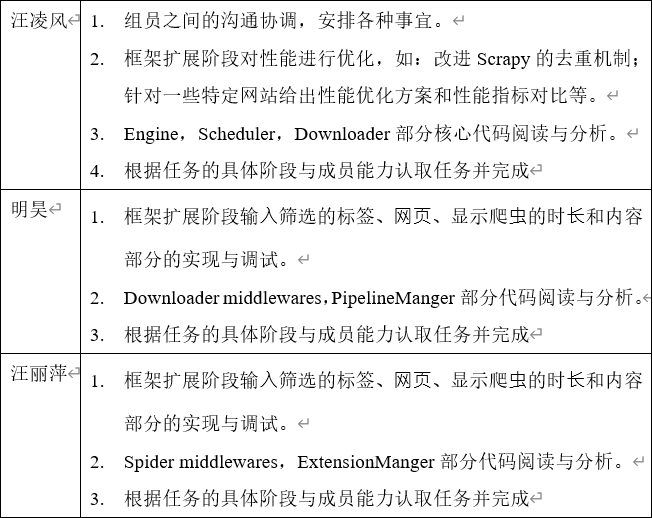 汪凌风
1. 组员之间的沟通协调，安排各种事宜。
2. 框架扩展阶段对性能进行优化，如：改进 Scrapy 的去重机制；
针对一些特定网站给出性能优化方案和性能指标对比等。
3. Engine，Scheduler，Downloader 部分核心代码阅读与分析。
4. 根据任务的具体阶段与成员能力认取任务并完成
明昊
1. 框架扩展阶段输入筛选的标签、网页、显示爬虫的时长和内容
部分的实现与调试。
2. Downloader middlewares，PipelineManger 部分代码阅读与分析。
3. 根据任务的具体阶段与成员能力认取任务并完成
汪丽萍
1. 框架扩展阶段输入筛选的标签、网页、显示爬虫的时长和内容
部分的实现与调试。
2. Spider middlewares，ExtensionManger 部分代码阅读与分析。
3. 根据任务的具体阶段与成员能力认取任务并完成